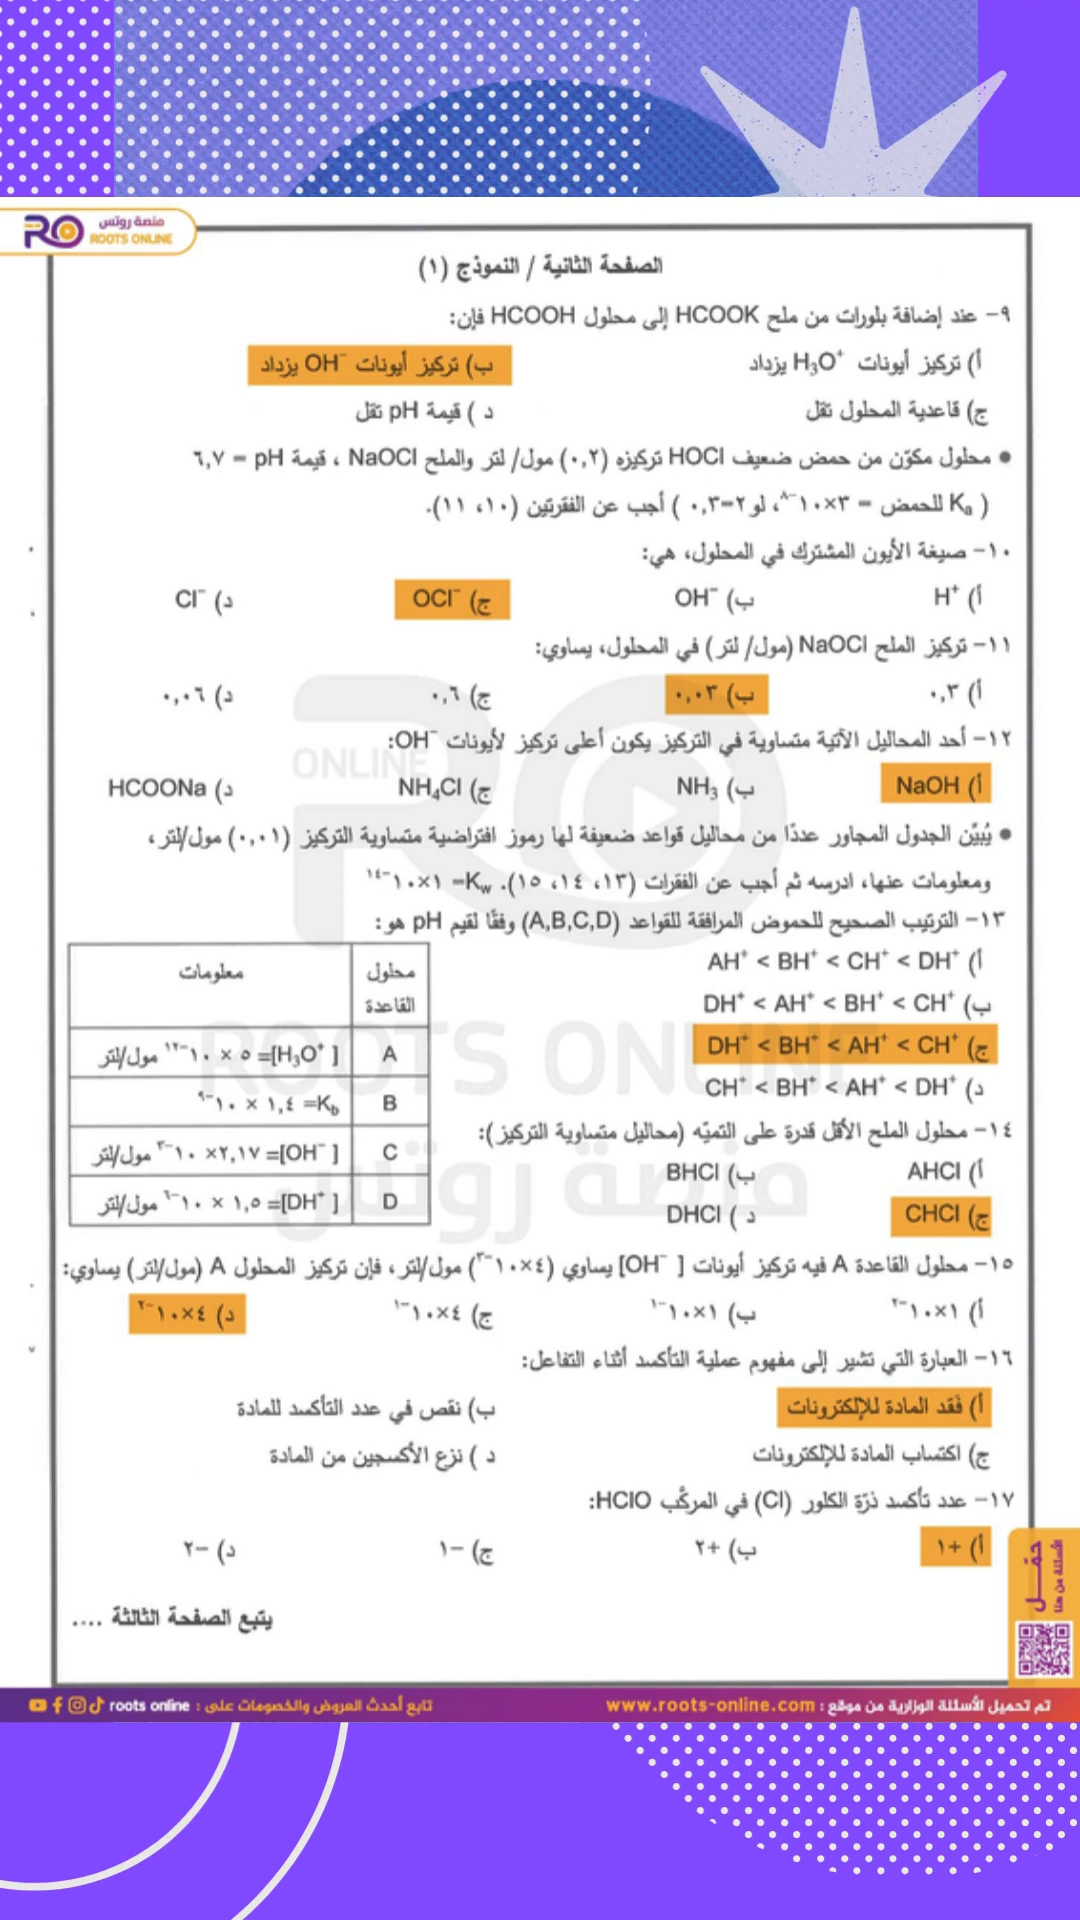 منصة روتس
ROOTS ONLINE
الصفحة الثانية / النموذج (١)
٩- عند إضافة بلورات من ملح HCOOK إلى محلول HCOOH فإن:
أ) تركيز أيونات H₃O⁺ يزداد ب) تركيز أيونات OH⁻ يزداد
ج) قاعدية المحلول تقل د) قيمة pH تقل
• محلول مكوّن من حمض ضعيف HOCl تركيزه (٠,٢) مول/ لتر والملح NaOCl ، قيمة pH = ٦,٧
( Kₐ للحمض = ٣×١٠⁻⁸، لو ٢=٠,٣ ) أجب عن الفقرتين (١٠، ١١).
١٠- صيغة الأيون المشترك في المحلول، هي:
أ) H⁺ ب) OH⁻ ج) OCl⁻ د) Cl⁻
١١- تركيز الملح NaOCl (مول/ لتر) في المحلول، يساوي:
أ) ٠,٣ ب) ٠,٠٣ ج) ٠,٦ د) ٠,٠٦
١٢- أحد المحاليل الآتية متساوية في التركيز يكون أعلى تركيز لأيونات OH⁻:
أ) NaOH ب) NH₃ ج) NH₄Cl د) HCOONa
• يُبيّن الجدول المجاور عددًا من محاليل قواعد ضعيفة لها رموز افتراضية متساوية التركيز (٠,٠١) مول/لتر،
ومعلومات عنها، ادرسه ثم أجب عن الفقرات (١٣، ١٤، ١٥). Kw= ١×١٠⁻¹⁴
١٣- الترتيب الصحيح للحموض المرافقة للقواعد (A,B,C,D) وفقًا لقيم pH هو:
أ) AH⁺ < BH⁺ < CH⁺ < DH⁺
ب) DH⁺ < AH⁺ < BH⁺ < CH⁺
ج) DH⁺ < BH⁺ < AH⁺ < CH⁺
د) CH⁺ < BH⁺ < AH⁺ < DH⁺
محلول القاعدة معلومات
A [H₃O⁺]= ٥ × ١٠⁻¹² مول/لتر
B Kb= ١,٤ × ١٠⁻⁹
C [OH⁻]= ٢,١٧× ١٠⁻³ مول/لتر
D [DH⁺]= ١,٥ × ١٠⁻⁶ مول/لتر
١٤- محلول الملح الأقل قدرة على التميّه (محاليل متساوية التركيز):
أ) AHCl ب) BHCl
ج) CHCl د) DHCl
١٥- محلول القاعدة A فيه تركيز أيونات [OH⁻] يساوي (٤×١٠⁻³) مول/لتر، فإن تركيز المحلول A (مول/لتر) يساوي:
أ) ١×١٠⁻² ب) ١×١٠⁻¹ ج) ٤×١٠⁻¹ د) ٤×١٠⁻²
١٦- العبارة التي تشير إلى مفهوم عملية التأكسد أثناء التفاعل:
أ) فَقد المادة للإلكترونات ب) نقص في عدد التأكسد للمادة
ج) اكتساب المادة للإلكترونات د) نزع الأكسجين من المادة
١٧- عدد تأكسد ذرّة الكلور (Cl) في المركّب HClO:
أ) +١ ب) +٢ ج) -١ د) -٢
يتبع الصفحة الثالثة ....
حمّل
الأسئلة من هنا
ONLINE
ROOTS ONLINE
منصة روتس
تم تحميل الأسئلة الوزارية من موقع : www.roots-online.com
تابع أحدث العروض والخصومات على : roots online